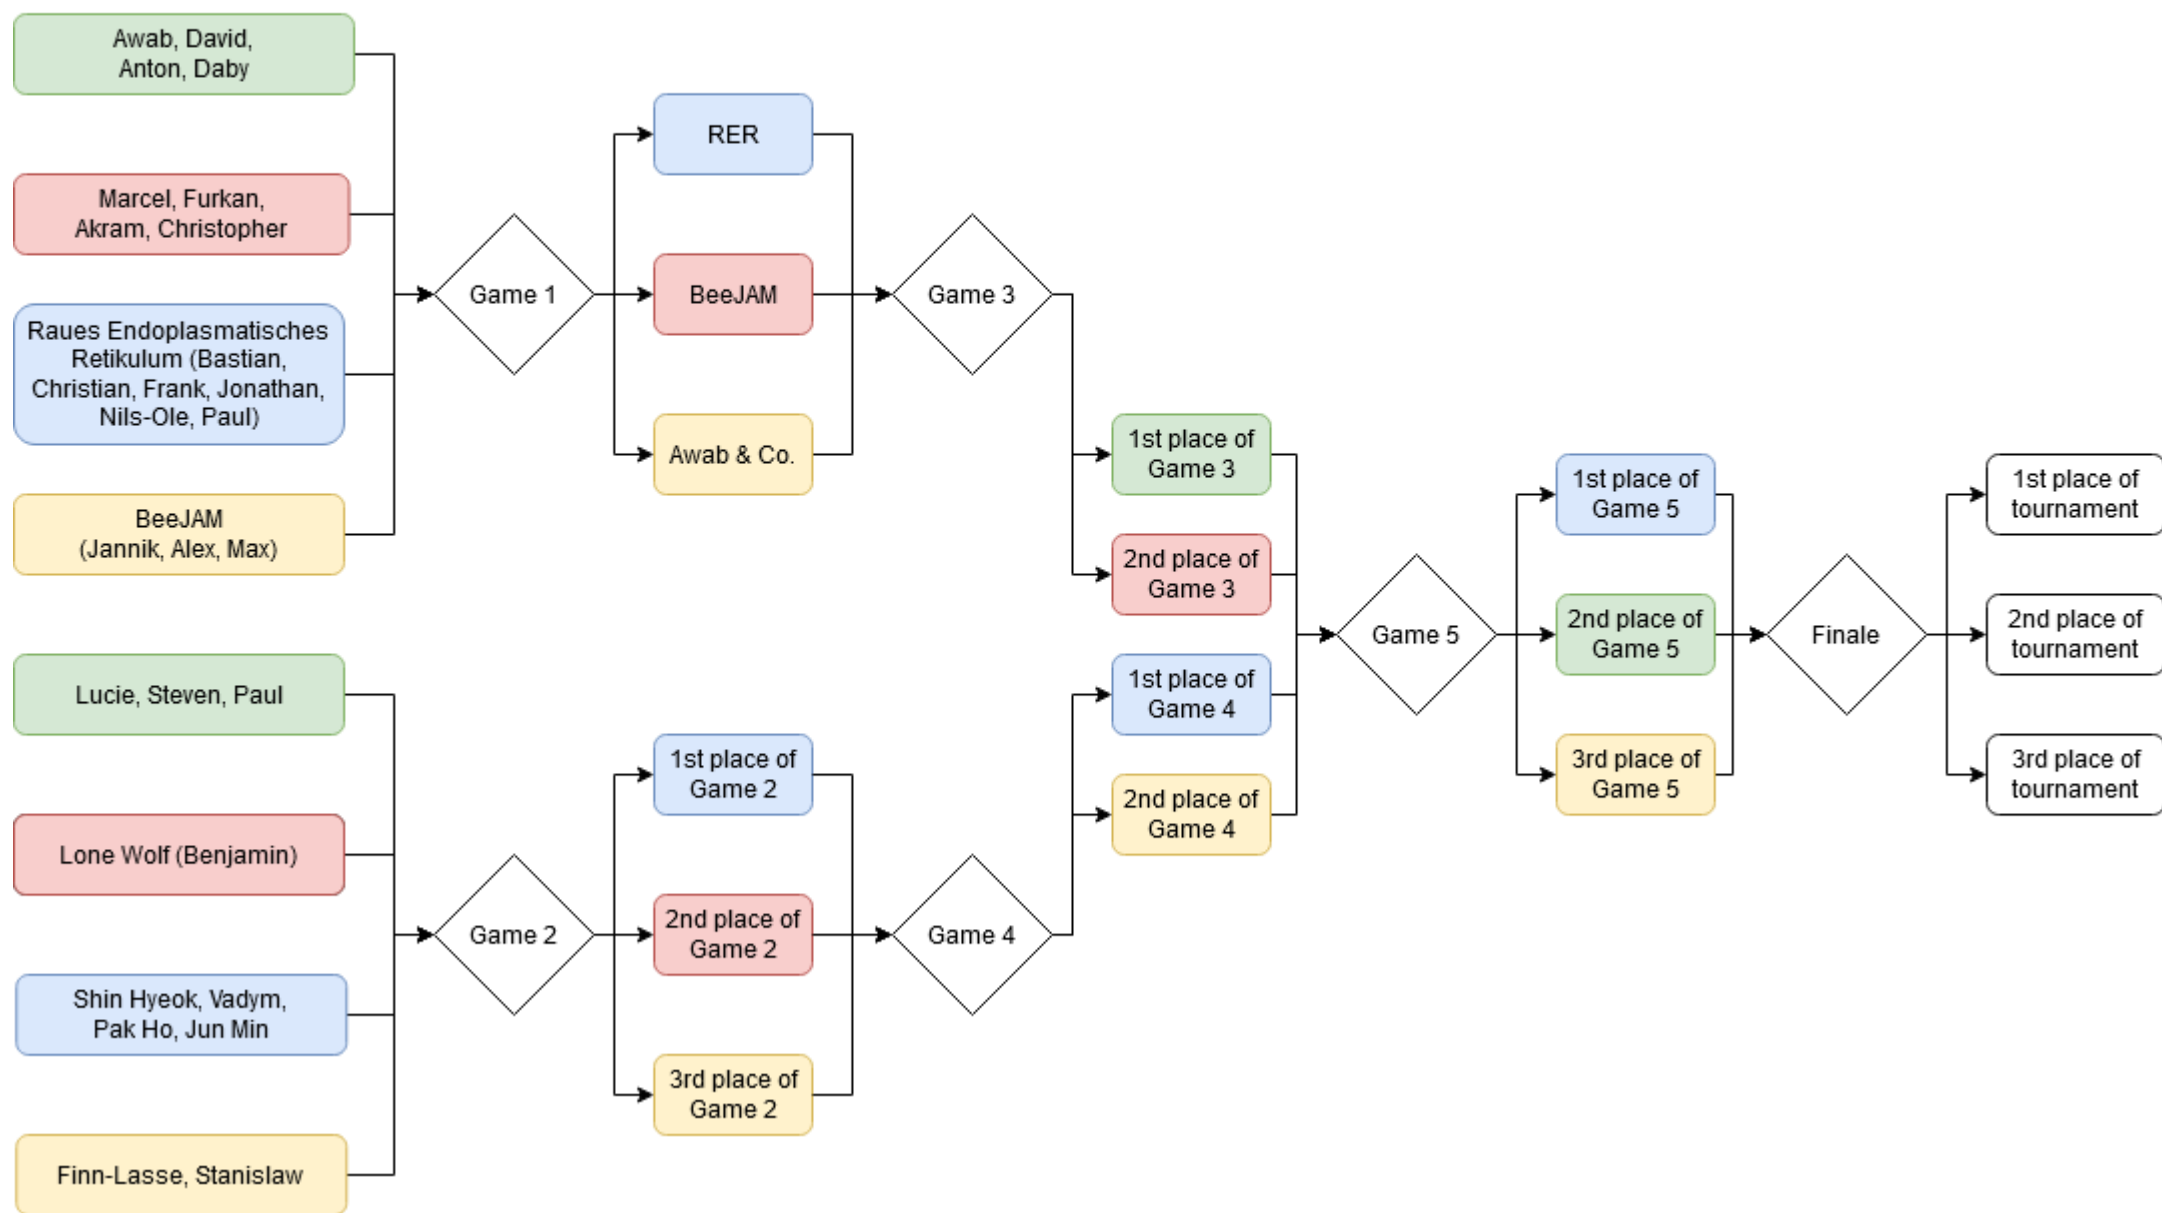 Awab, David,
Anton, Daby
Marcel, Furkan,
Akram, Christopher
Raues Endoplasmatisches
Retikulum (Bastian,
Christian, Frank, Jonathan,
Nils-Ole, Paul)
BeeJAM
(Jannik, Alex, Max)
Game 1
RER
BeeJAM
Awab & Co.
Game 3
Lucie, Steven, Paul
Lone Wolf (Benjamin)
Shin Hyeok, Vadym,
Pak Ho, Jun Min
Finn-Lasse, Stanislaw
Game 2
1st place of
Game 2
2nd place of
Game 2
3rd place of
Game 2
Game 4
1st place of
Game 3
2nd place of
Game 3
1st place of
Game 4
2nd place of
Game 4
Game 5
1st place of
Game 5
2nd place of
Game 5
3rd place of
Game 5
Finale
1st place of
tournament
2nd place of
tournament
3rd place of
tournament